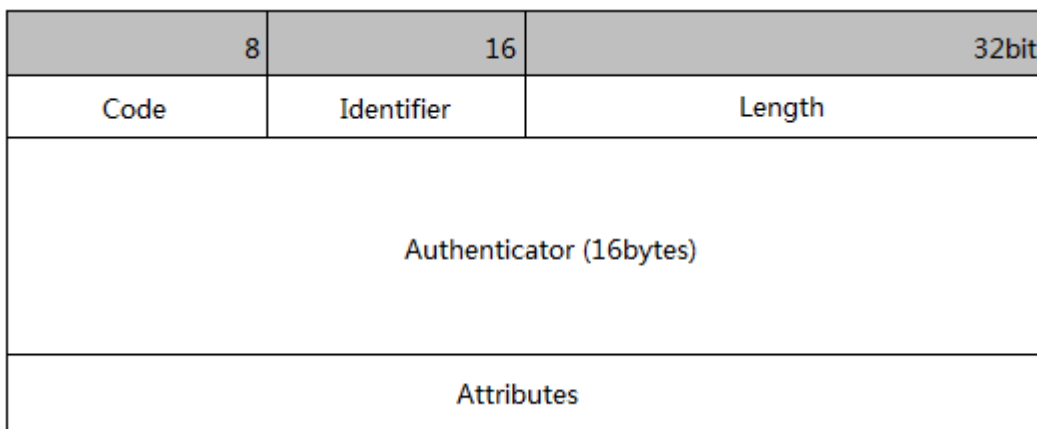 8 16 32bit
Code Identifier Length
Authenticator (16bytes)
Attributes